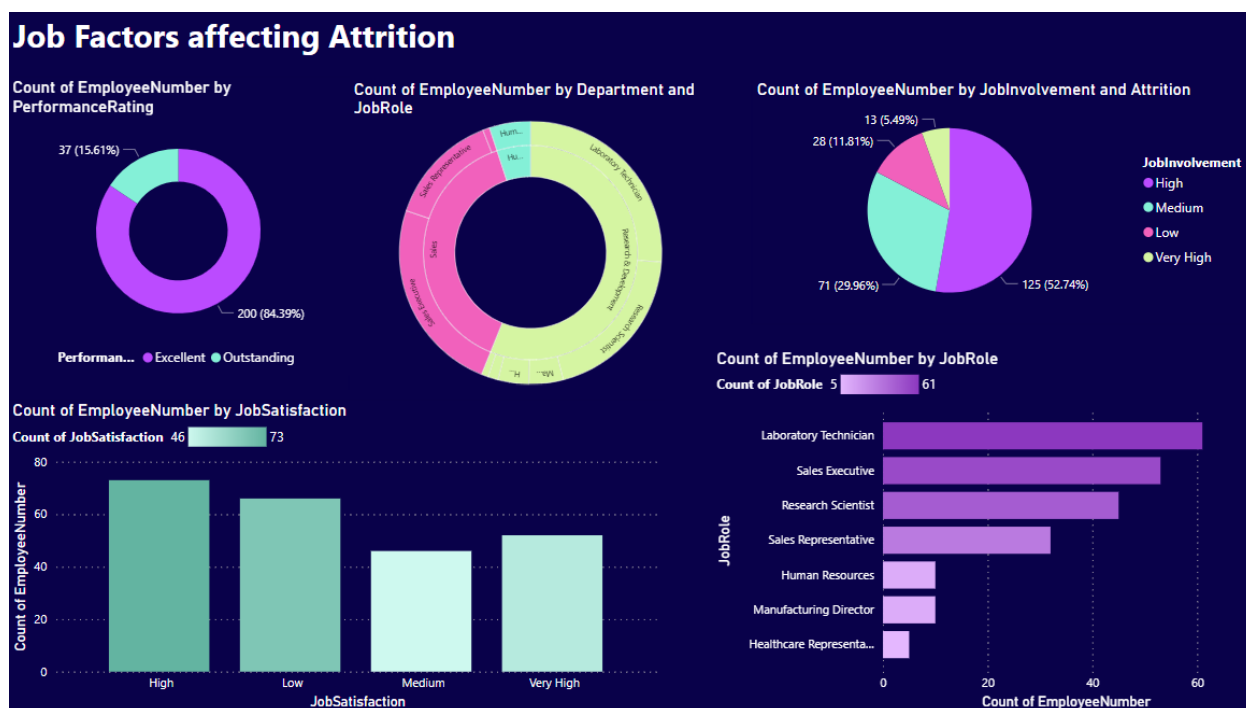 Job Factors affecting Attrition
Count of EmployeeNumber by
PerformanceRating
37 (15.61%)
200 (84.39%)
Performan... Excellent Outstanding
Count of EmployeeNumber by Department and
JobRole
Hum...
Hu...
Laboratory Technician
Research & Development
Research Scientist
Ma...
H...
Sales Executive
Sales
Sales Representative
Count of EmployeeNumber by JobInvolvement and Attrition
13 (5.49%)
28 (11.81%)
71 (29.96%)
125 (52.74%)
JobInvolvement
High
Medium
Low
Very High
Count of EmployeeNumber by JobSatisfaction
Count of JobSatisfaction 46 73
Count of EmployeeNumber
80
60
40
20
0
High Low Medium Very High
JobSatisfaction
Count of EmployeeNumber by JobRole
Count of JobRole 5 61
JobRole
Laboratory Technician
Sales Executive
Research Scientist
Sales Representative
Human Resources
Manufacturing Director
Healthcare Representa...
0 20 40 60
Count of EmployeeNumber